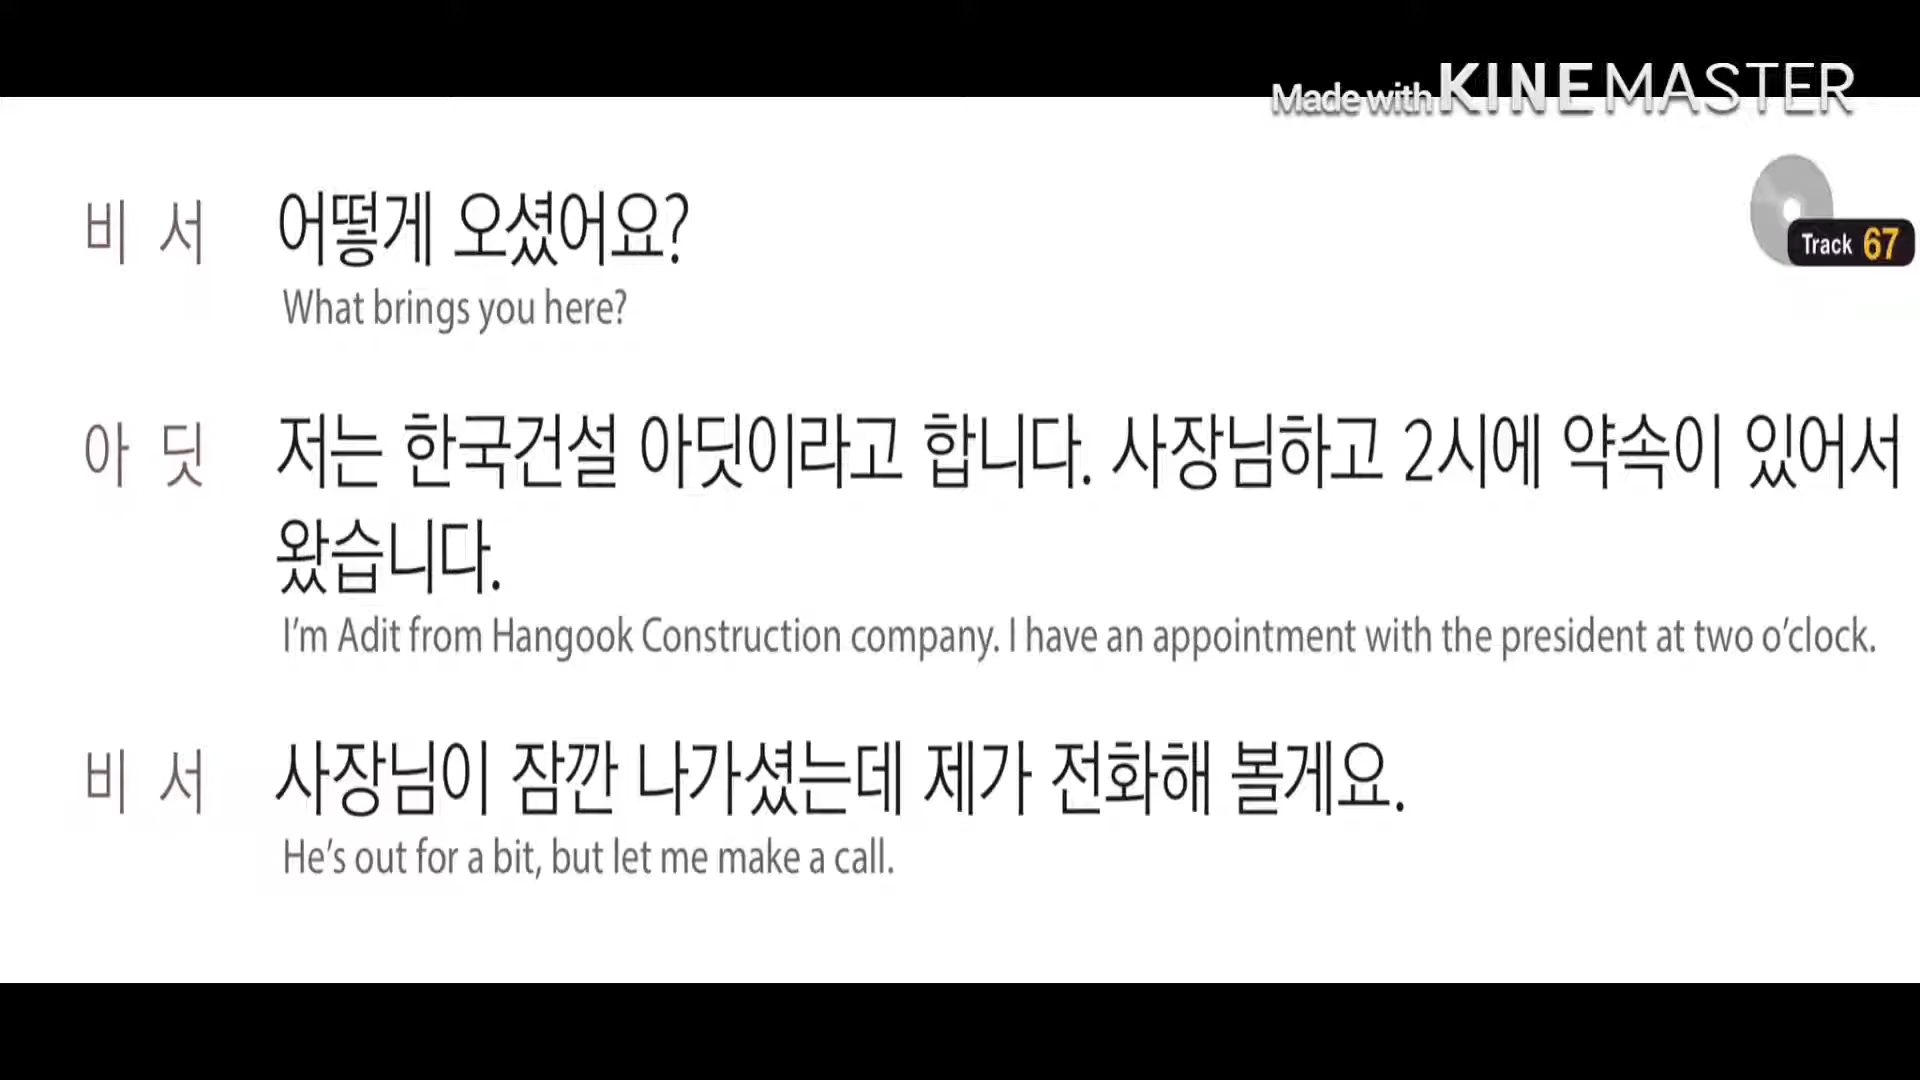 Made with KINEMASTER
Track 67
비 서 어떻게 오셨어요?
What brings you here?
아 딧 저는 한국건설 아딧이라고 합니다. 사장님하고 2시에 약속이 있어서
왔습니다.
I'm Adit from Hangook Construction company. I have an appointment with the president at two o'clock.
비 서 사장님이 잠깐 나가셨는데 제가 전화해 볼게요.
He's out for a bit, but let me make a call.